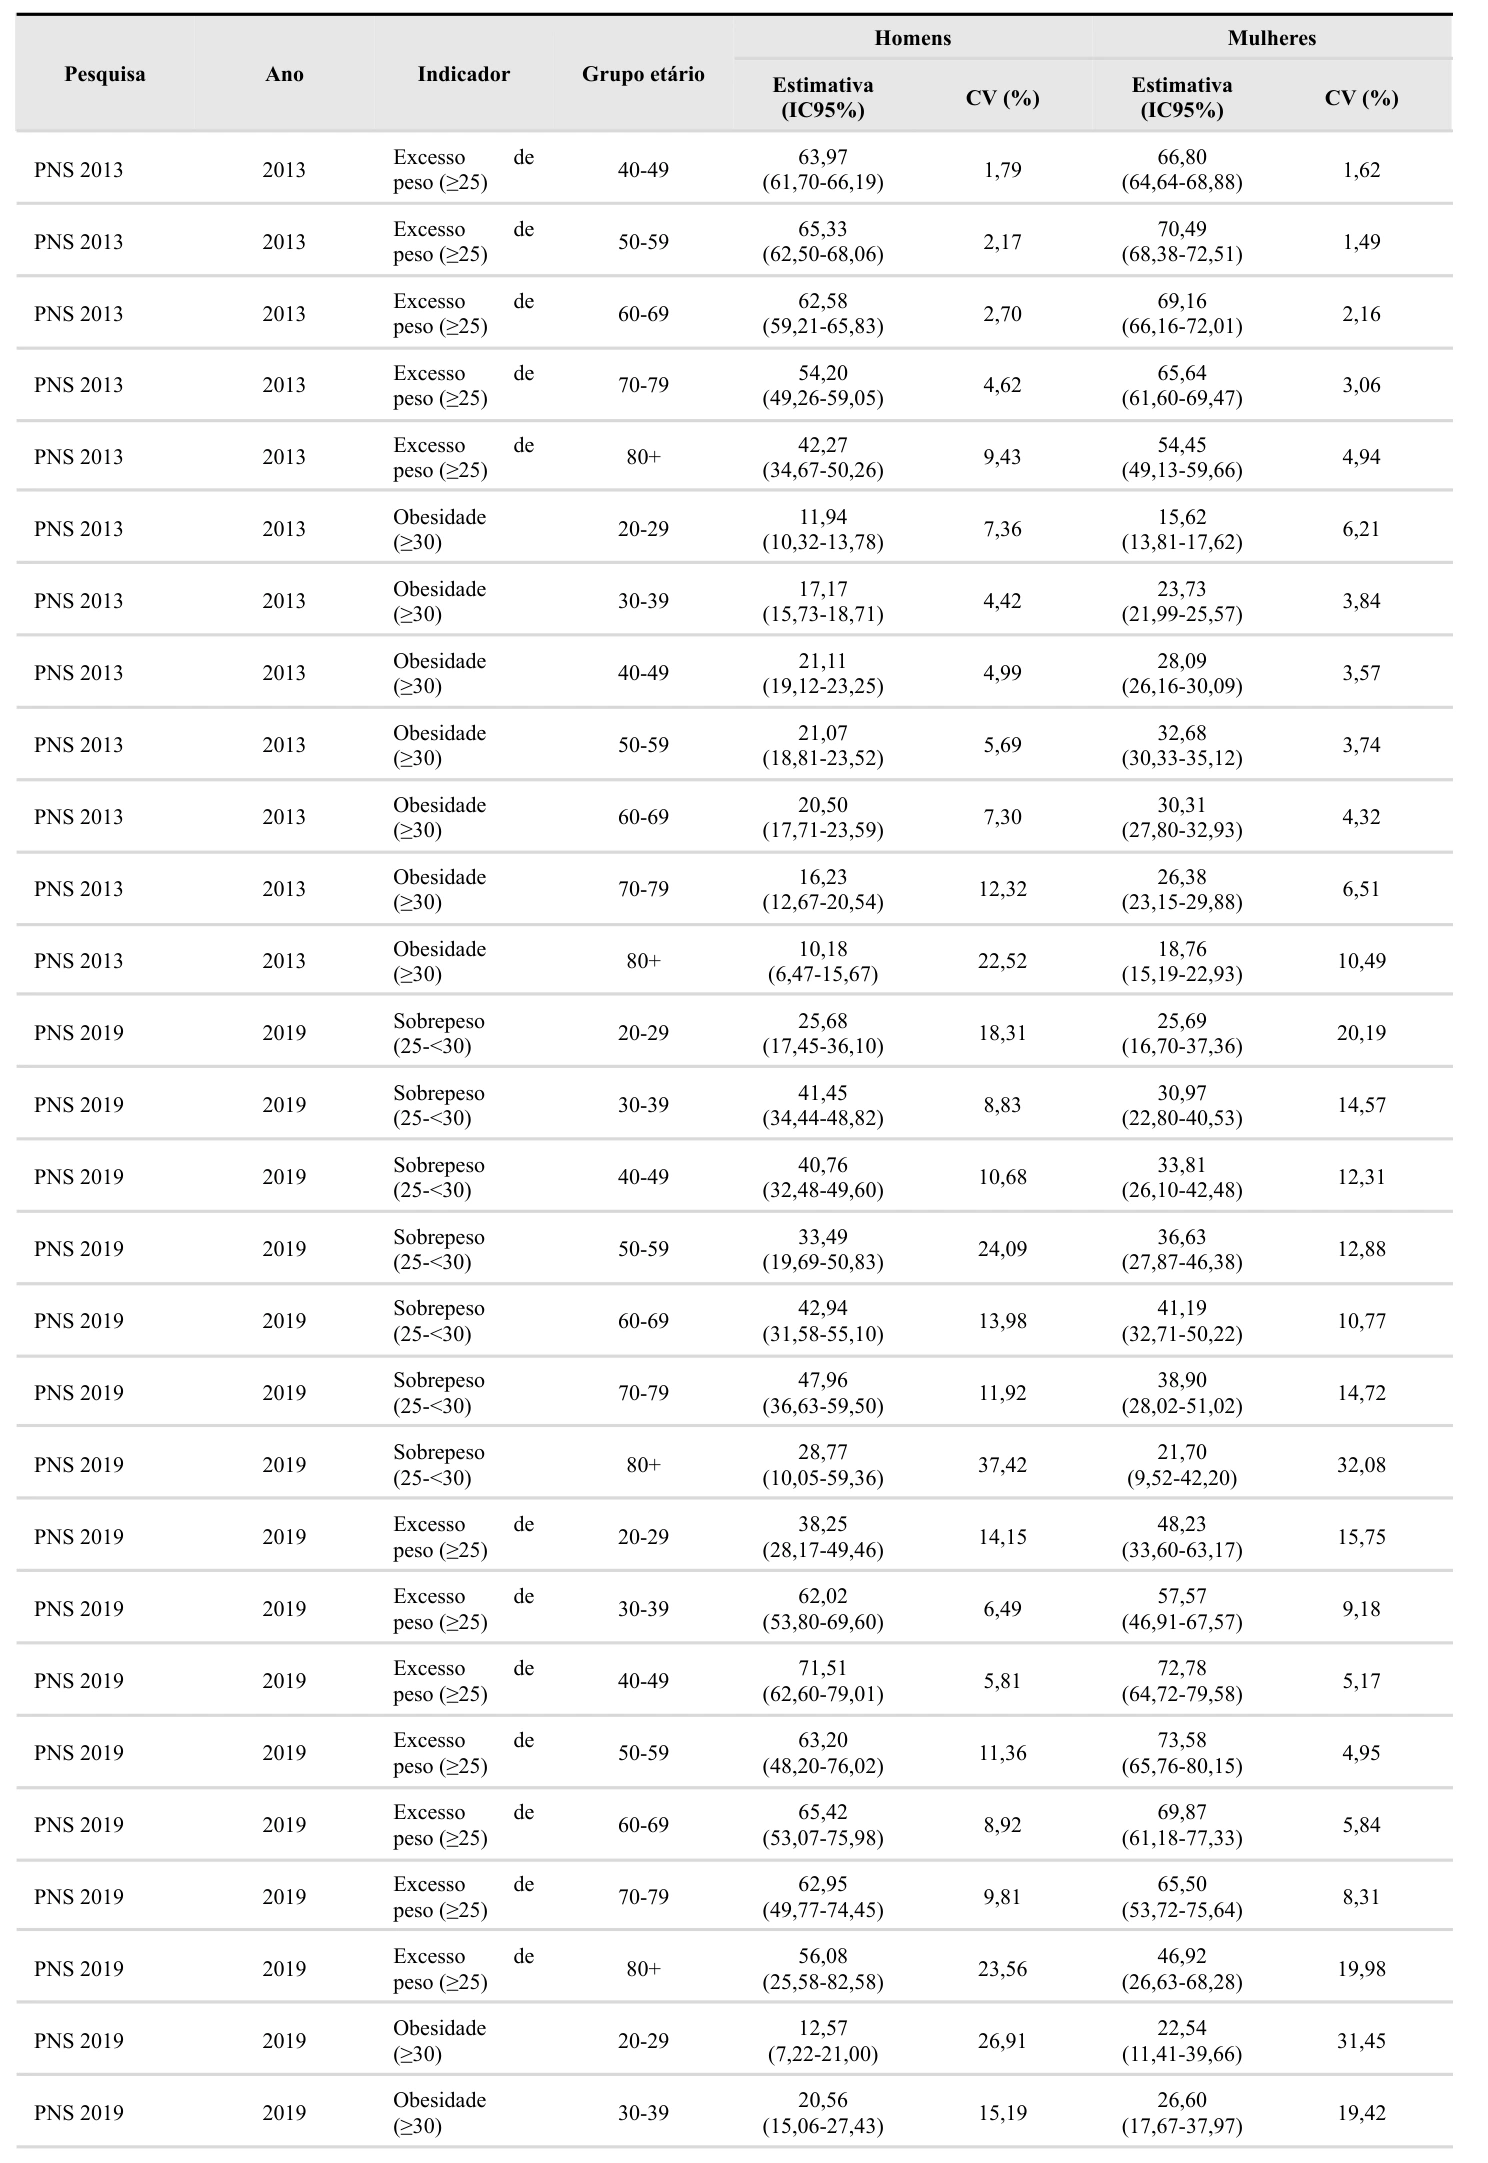 Pesquisa Ano Indicador Grupo etário Homens Mulheres
Estimativa (IC95%) CV (%) Estimativa (IC95%) CV (%)
PNS 2013 2013 Excesso de peso (≥25) 40-49 63,97 (61,70-66,19) 1,79 66,80 (64,64-68,88) 1,62
PNS 2013 2013 Excesso de peso (≥25) 50-59 65,33 (62,50-68,06) 2,17 70,49 (68,38-72,51) 1,49
PNS 2013 2013 Excesso de peso (≥25) 60-69 62,58 (59,21-65,83) 2,70 69,16 (66,16-72,01) 2,16
PNS 2013 2013 Excesso de peso (≥25) 70-79 54,20 (49,26-59,05) 4,62 65,64 (61,60-69,47) 3,06
PNS 2013 2013 Excesso de peso (≥25) 80+ 42,27 (34,67-50,26) 9,43 54,45 (49,13-59,66) 4,94
PNS 2013 2013 Obesidade (≥30) 20-29 11,94 (10,32-13,78) 7,36 15,62 (13,81-17,62) 6,21
PNS 2013 2013 Obesidade (≥30) 30-39 17,17 (15,73-18,71) 4,42 23,73 (21,99-25,57) 3,84
PNS 2013 2013 Obesidade (≥30) 40-49 21,11 (19,12-23,25) 4,99 28,09 (26,16-30,09) 3,57
PNS 2013 2013 Obesidade (≥30) 50-59 21,07 (18,81-23,52) 5,69 32,68 (30,33-35,12) 3,74
PNS 2013 2013 Obesidade (≥30) 60-69 20,50 (17,71-23,59) 7,30 30,31 (27,80-32,93) 4,32
PNS 2013 2013 Obesidade (≥30) 70-79 16,23 (12,67-20,54) 12,32 26,38 (23,15-29,88) 6,51
PNS 2013 2013 Obesidade (≥30) 80+ 10,18 (6,47-15,67) 22,52 18,76 (15,19-22,93) 10,49
PNS 2019 2019 Sobrepeso (25-<30) 20-29 25,68 (17,45-36,10) 18,31 25,69 (16,70-37,36) 20,19
PNS 2019 2019 Sobrepeso (25-<30) 30-39 41,45 (34,44-48,82) 8,83 30,97 (22,80-40,53) 14,57
PNS 2019 2019 Sobrepeso (25-<30) 40-49 40,76 (32,48-49,60) 10,68 33,81 (26,10-42,48) 12,31
PNS 2019 2019 Sobrepeso (25-<30) 50-59 33,49 (19,69-50,83) 24,09 36,63 (27,87-46,38) 12,88
PNS 2019 2019 Sobrepeso (25-<30) 60-69 42,94 (31,58-55,10) 13,98 41,19 (32,71-50,22) 10,77
PNS 2019 2019 Sobrepeso (25-<30) 70-79 47,96 (36,63-59,50) 11,92 38,90 (28,02-51,02) 14,72
PNS 2019 2019 Sobrepeso (25-<30) 80+ 28,77 (10,05-59,36) 37,42 21,70 (9,52-42,20) 32,08
PNS 2019 2019 Excesso de peso (≥25) 20-29 38,25 (28,17-49,46) 14,15 48,23 (33,60-63,17) 15,75
PNS 2019 2019 Excesso de peso (≥25) 30-39 62,02 (53,80-69,60) 6,49 57,57 (46,91-67,57) 9,18
PNS 2019 2019 Excesso de peso (≥25) 40-49 71,51 (62,60-79,01) 5,81 72,78 (64,72-79,58) 5,17
PNS 2019 2019 Excesso de peso (≥25) 50-59 63,20 (48,20-76,02) 11,36 73,58 (65,76-80,15) 4,95
PNS 2019 2019 Excesso de peso (≥25) 60-69 65,42 (53,07-75,98) 8,92 69,87 (61,18-77,33) 5,84
PNS 2019 2019 Excesso de peso (≥25) 70-79 62,95 (49,77-74,45) 9,81 65,50 (53,72-75,64) 8,31
PNS 2019 2019 Excesso de peso (≥25) 80+ 56,08 (25,58-82,58) 23,56 46,92 (26,63-68,28) 19,98
PNS 2019 2019 Obesidade (≥30) 20-29 12,57 (7,22-21,00) 26,91 22,54 (11,41-39,66) 31,45
PNS 2019 2019 Obesidade (≥30) 30-39 20,56 (15,06-27,43) 15,19 26,60 (17,67-37,97) 19,42